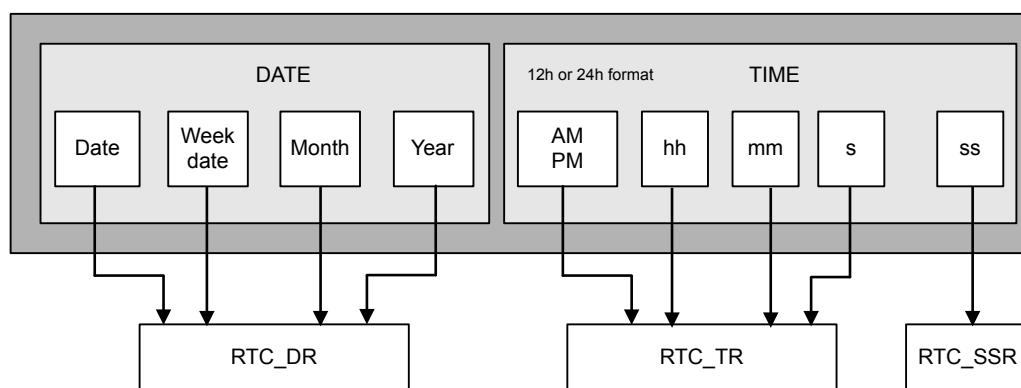 DATE
12h or 24h format
TIME
Date
Week
date
Month
Year
AM
PM
hh
mm
s
ss
RTC_DR
RTC_TR
RTC_SSR